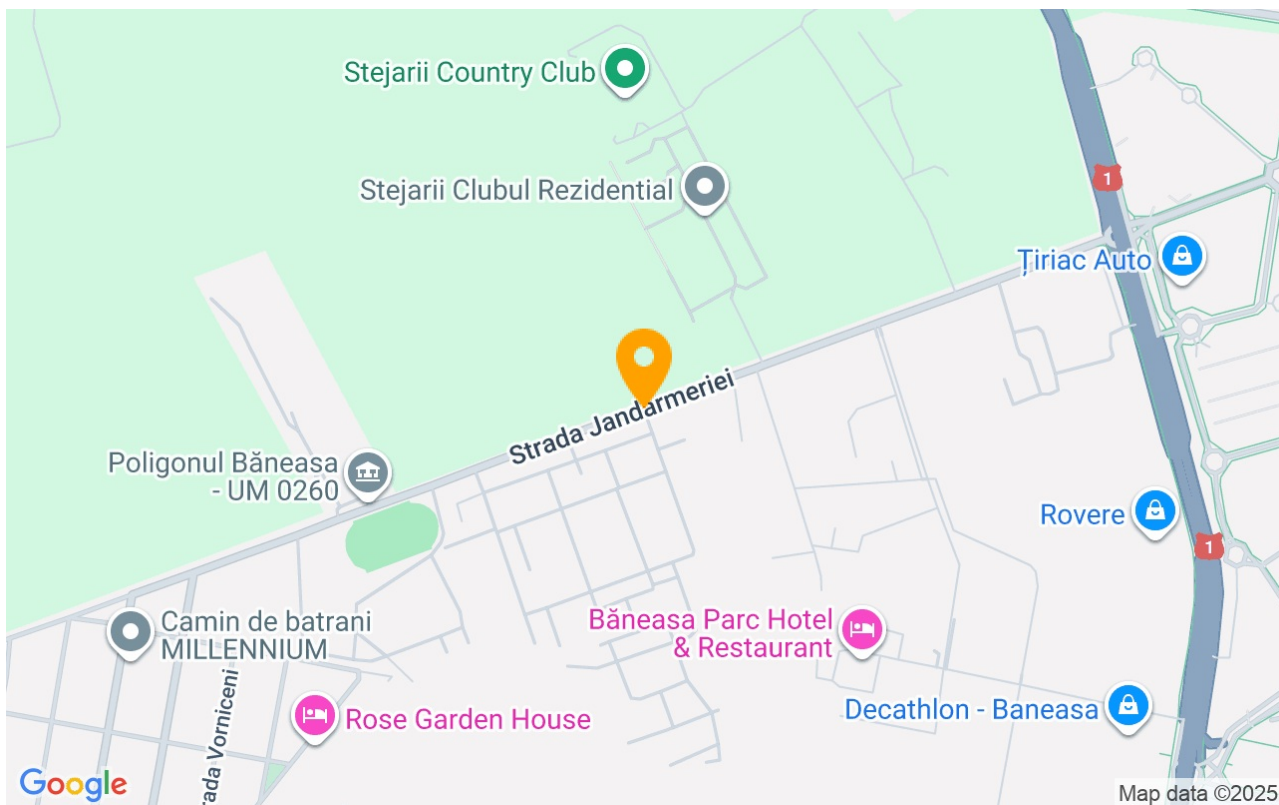 Stejarii Country Club
Stejarii Clubul Rezidential
1
Țiriac Auto
Strada Jandarmeriei
Poligonul Băneasa
- UM 0260
Rovere
1
Camin de batrani
MILLENNIUM
Băneasa Parc Hotel
& Restaurant
Decathlon - Baneasa
Rose Garden House
rada Vorniceni
Google
Map data ©2025